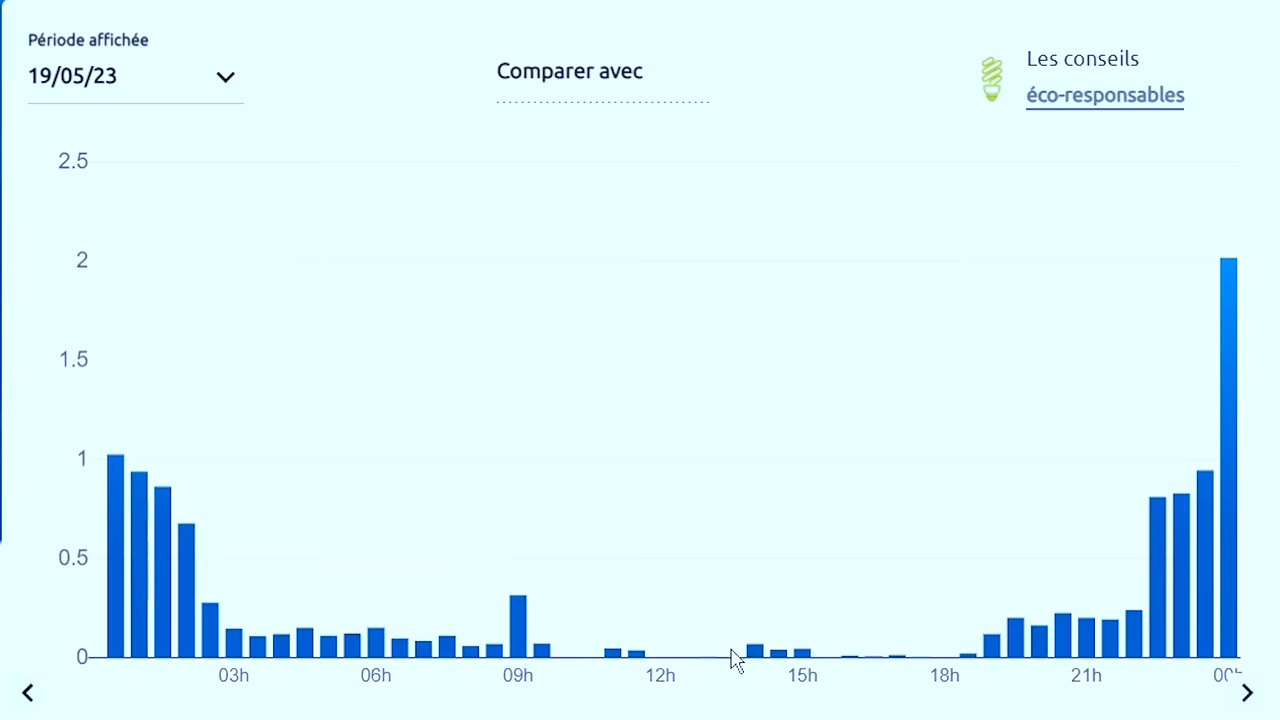 Période affichée
19/05/23
Comparer avec
Les conseils
éco-responsables
2.5
2
1.5
1
0.5
0
03h 06h 09h 12h 15h 18h 21h